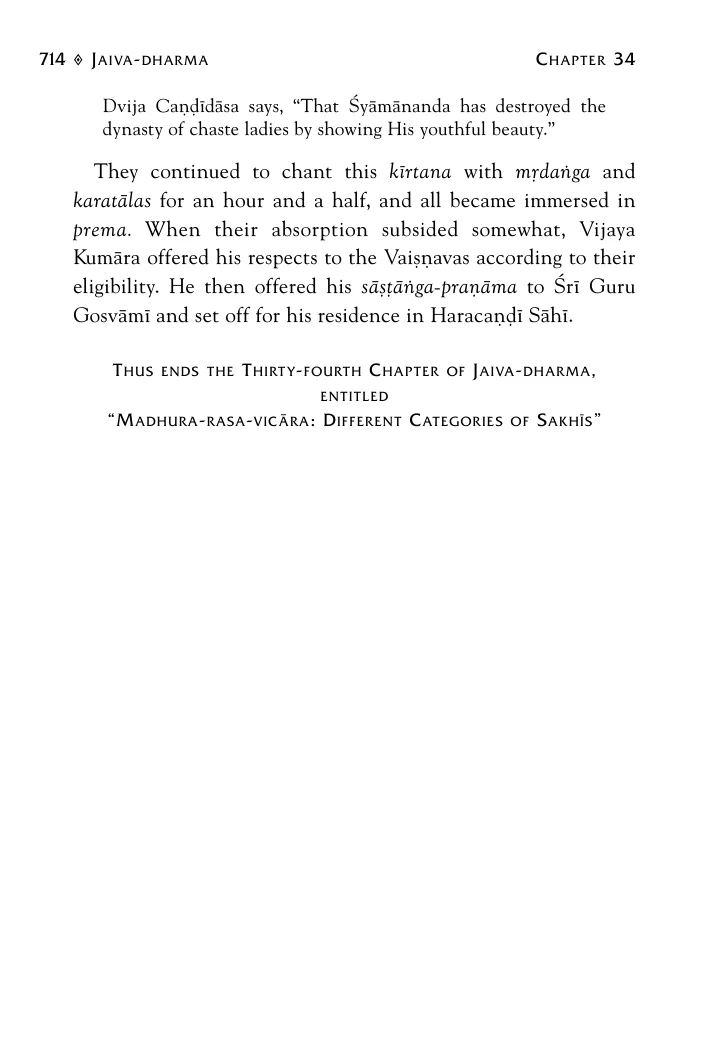 714 ◊ Jaiva-dharma Chapter 34
Dvija Caṇḍīdāsa says, “That Śyāmānanda has destroyed the
dynasty of chaste ladies by showing His youthful beauty.”
They continued to chant this kīrtana with mṛdaṅga and
karatālas for an hour and a half, and all became immersed in
prema. When their absorption subsided somewhat, Vijaya
Kumāra offered his respects to the Vaiṣṇavas according to their
eligibility. He then offered his sāṣṭāṅga-praṇāma to Śrī Guru
Gosvāmī and set off for his residence in Haracaṇḍī Sāhī.
Thus ends the Thirty-fourth Chapter of Jaiva-dharma,
entitled
“Madhura-rasa-vicāra: Different Categories of Sakhīs”